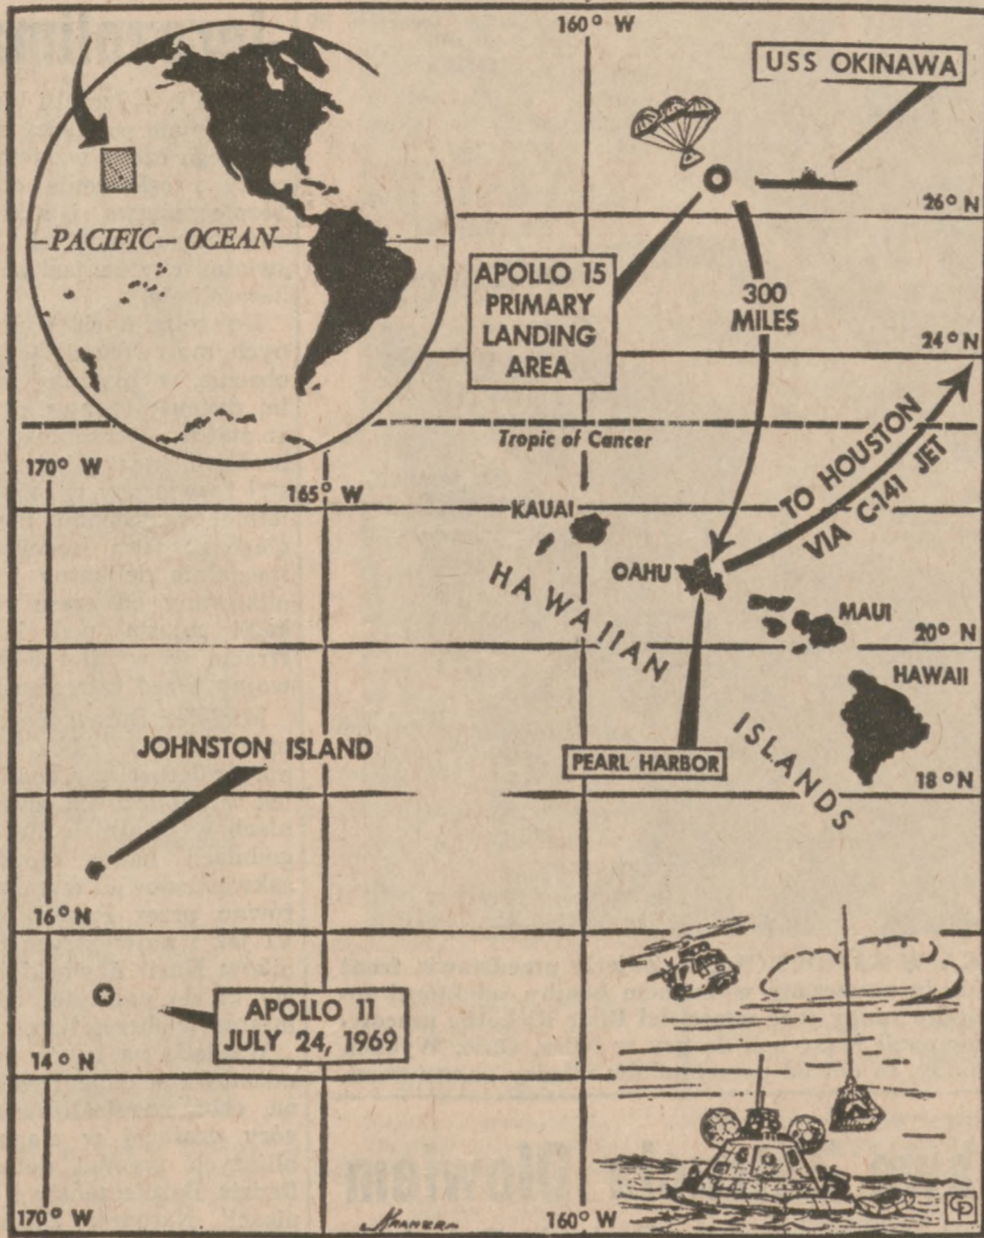 160° W
USS OKINAWA
26° N
PACIFIC OCEAN
APOLLO 15
PRIMARY
LANDING
AREA
300
MILES
24° N
Tropic of Cancer
TO HOUSTON
VIA C-141 JET
170° W
165° W
KAUAI
OAHU
MAUI
20° N
HAWAIIAN
ISLANDS
HAWAII
JOHNSTON ISLAND
PEARL HARBOR
18° N
16° N
APOLLO 11
JULY 24, 1969
14° N
170° W
KRANER
160° W
CP